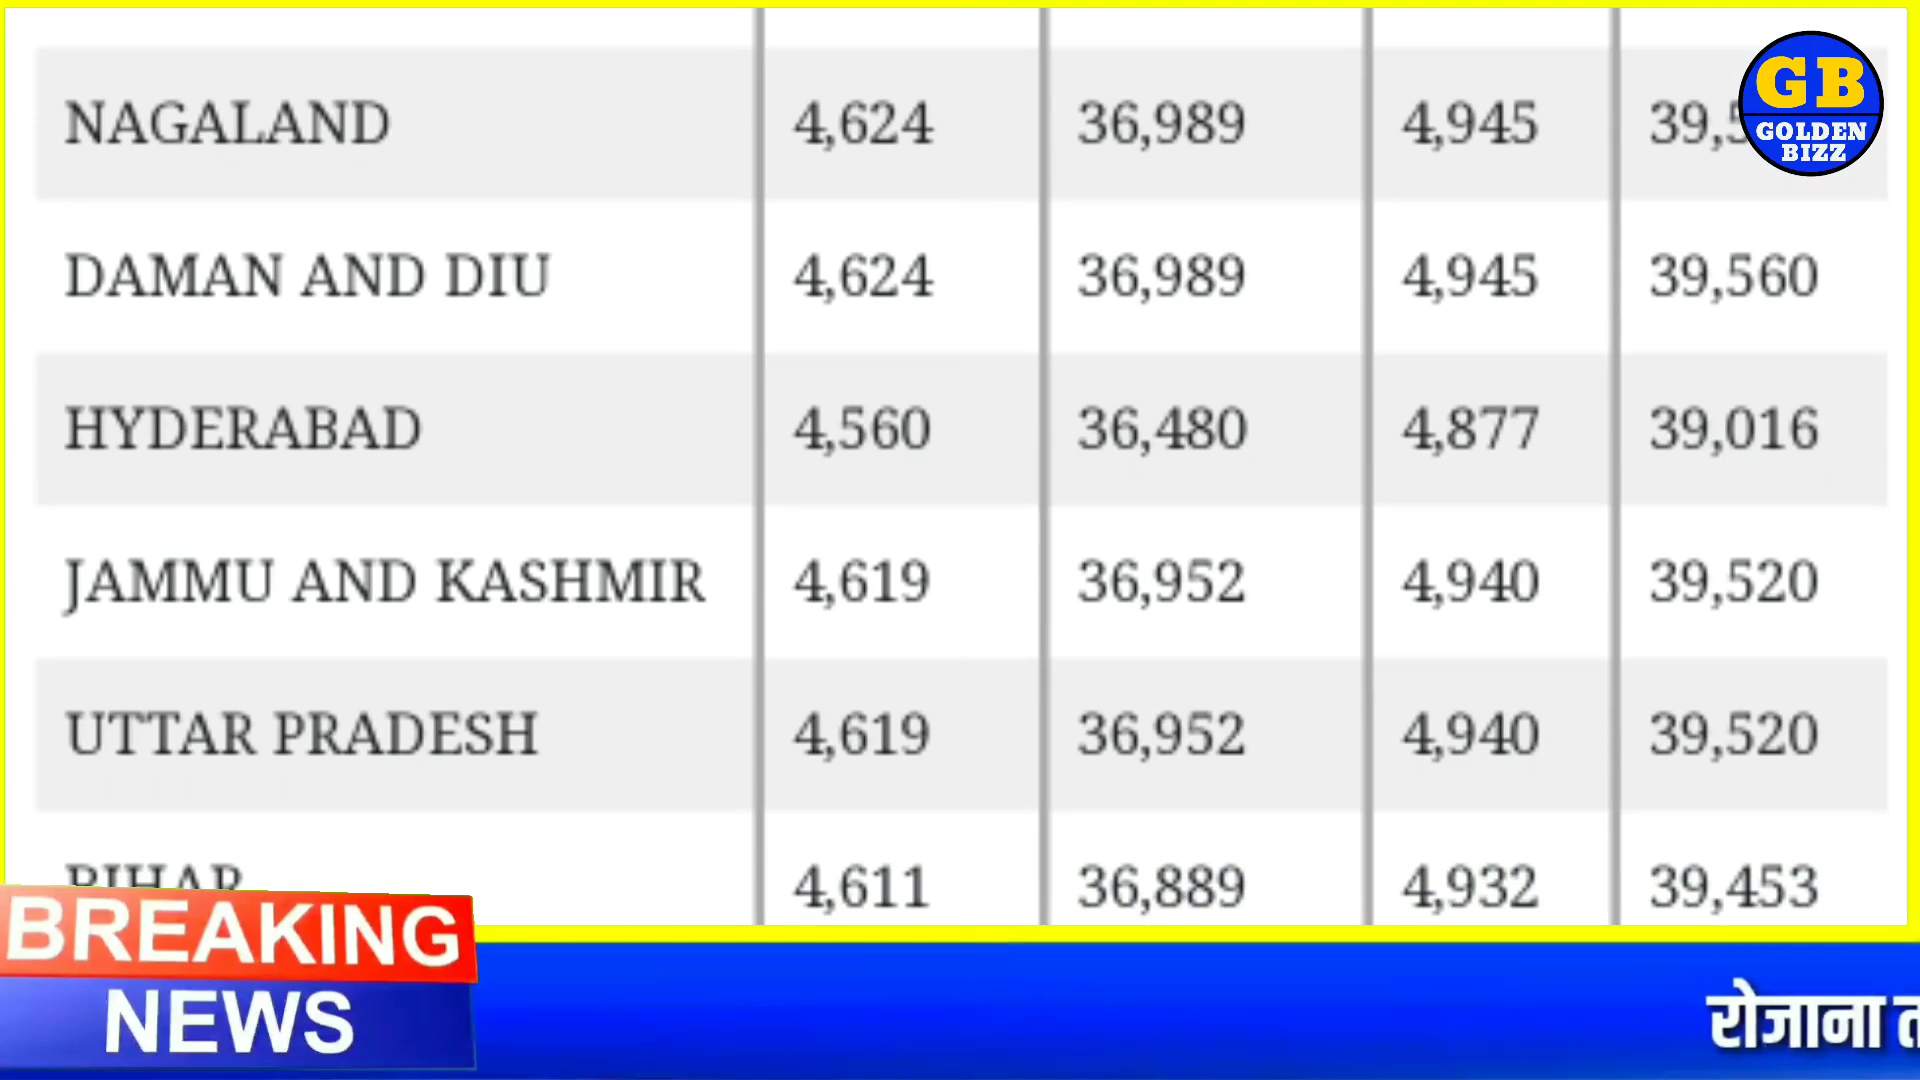 NAGALAND 4,624 36,989 4,945 39,5
GB
GOLDEN
BIZZ
DAMAN AND DIU 4,624 36,989 4,945 39,560
HYDERABAD 4,560 36,480 4,877 39,016
JAMMU AND KASHMIR 4,619 36,952 4,940 39,520
UTTAR PRADESH 4,619 36,952 4,940 39,520
BIHAR 4,611 36,889 4,932 39,453
BREAKING
NEWS
रोजाना